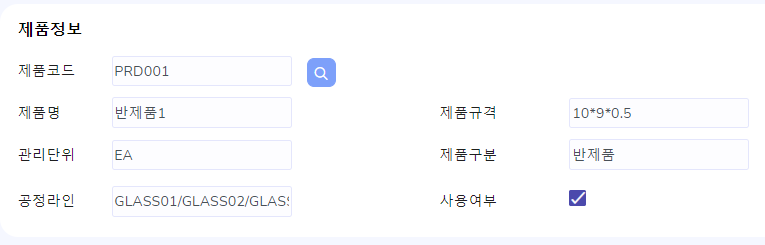 제품정보
제품코드 PRD001
제품명 반제품1 제품규격 10*9*0.5
관리단위 EA 제품구분 반제품
공정라인 GLASS01/GLASS02/GLASS 사용여부